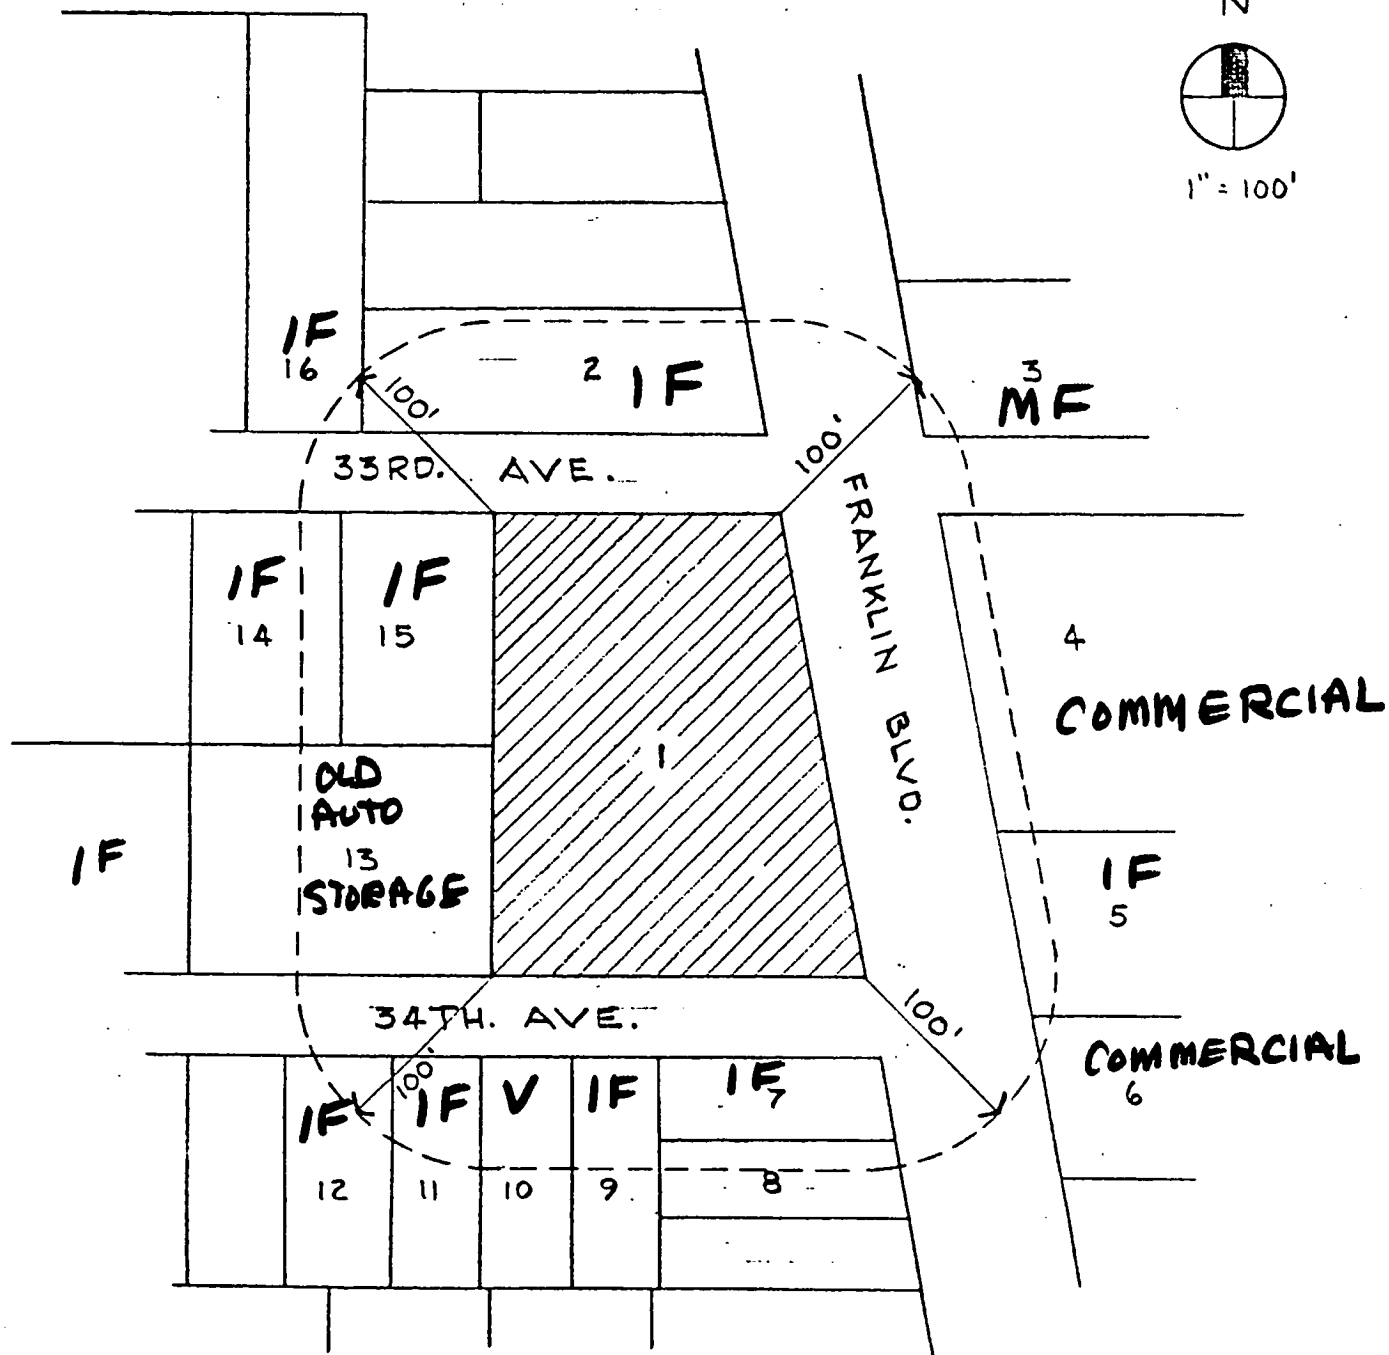 N
1" = 100'
1F
16
2
1F
3
MF
100'
100'
33RD. AVE.
FRANKLIN BLVD.
1F
14
1F
15
4
COMMERCIAL
1
OLD
AUTO
13
STORAGE
1F
1F
5
34TH. AVE.
100'
100'
COMMERCIAL
6
1F
12
1F
11
V
10
1F
9
1F
7
8